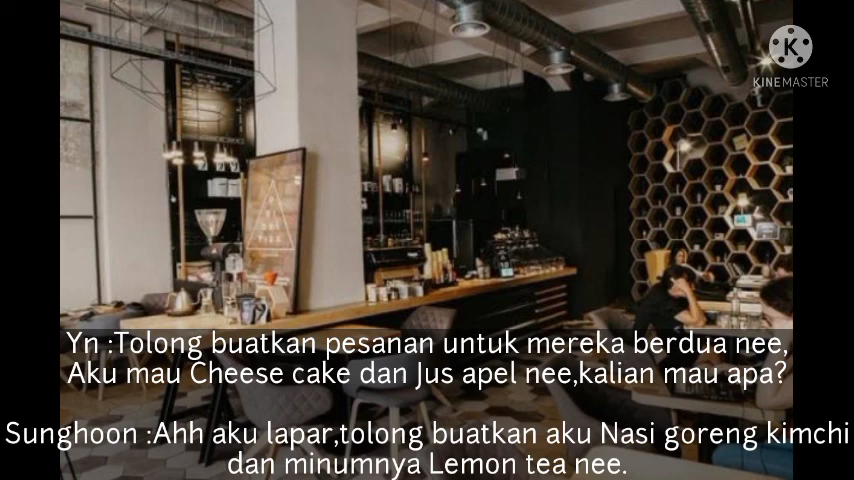 KINEMASTER
Yn :Tolong buatkan pesanan untuk mereka berdua nee,
Aku mau Cheese cake dan Jus apel nee,kalian mau apa?
Sunghoon :Ahh aku lapar,tolong buatkan aku Nasi goreng kimchi
dan minumnya Lemon tea nee.